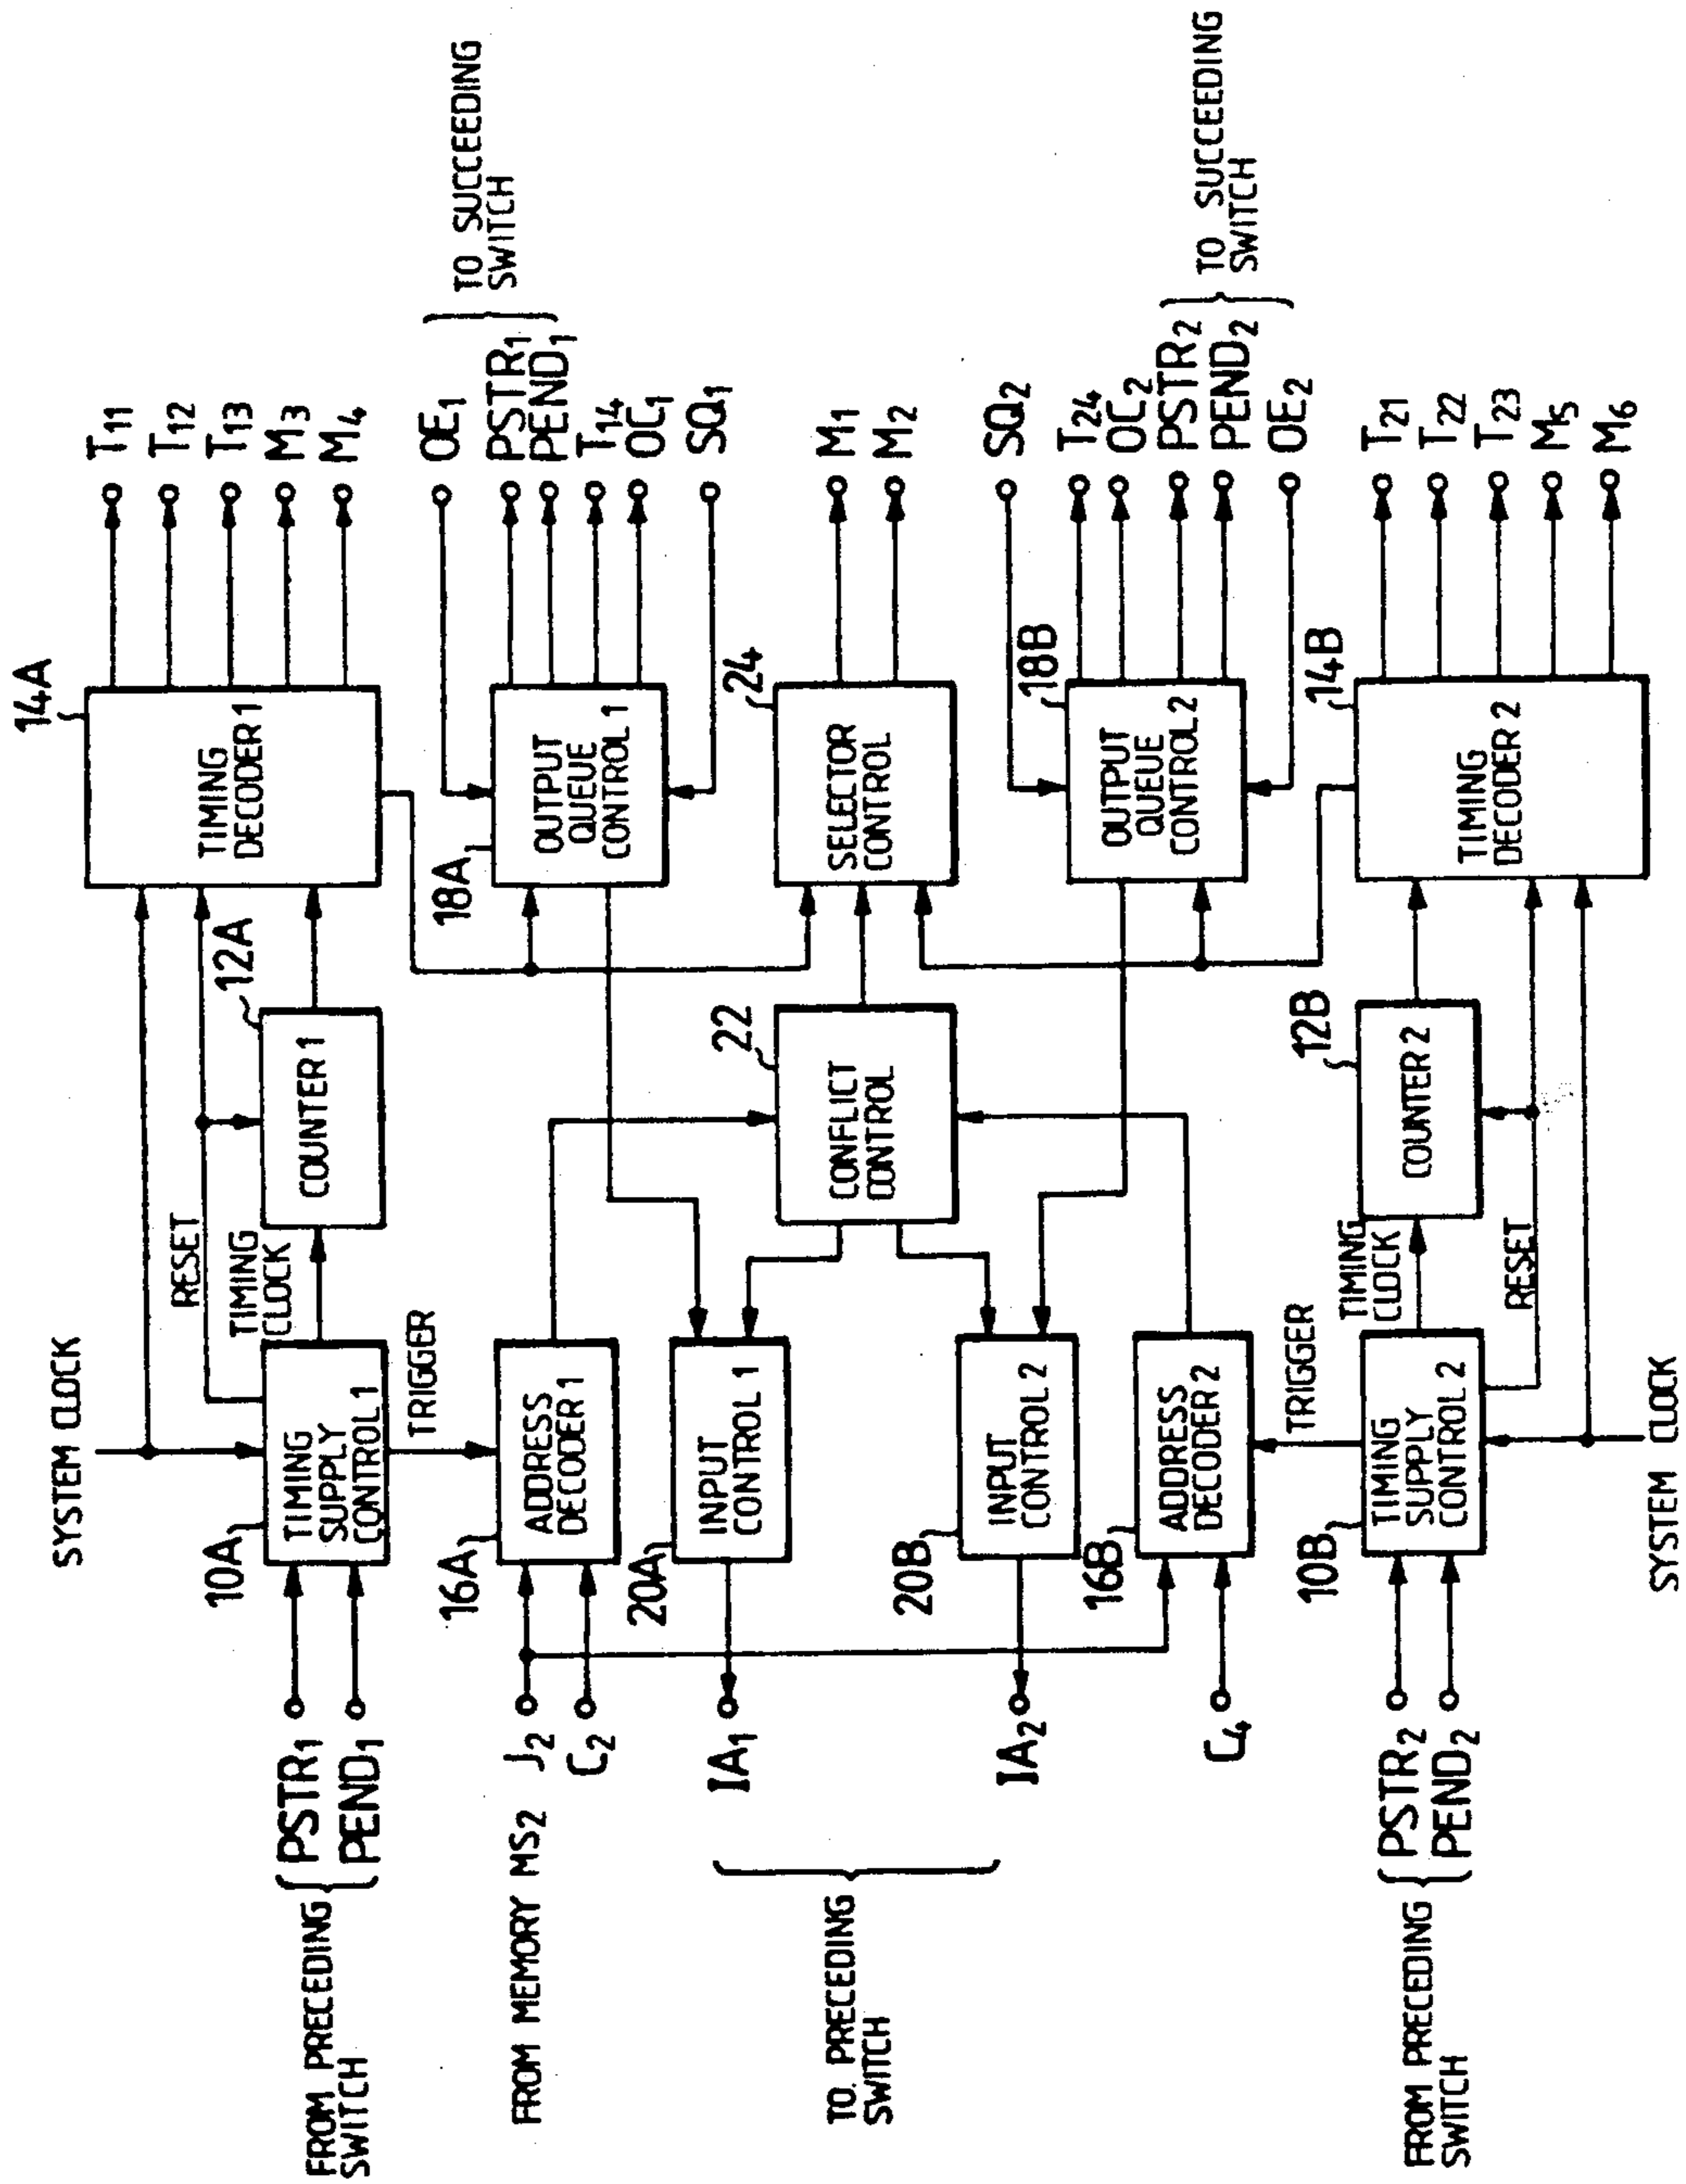 SYSTEM CLOCK
FROM PRECEDING
SWITCH
PSTR1
PEND1
10A
TIMING
SUPPLY
CONTROL 1
RESET
TIMING
CLOCK
TRIGGER
12A
COUNTER 1
14A
TIMING
DECODER 1
T11
T12
T13
M3
M4
FROM MEMORY MS2
J2
C2
16A
ADDRESS
DECODER 1
18A
OUTPUT
QUEUE
CONTROL 1
OE1
PSTR1
PEND1
T14
OC1
SQ1
TO SUCCEEDING
SWITCH
TO PRECEDING
SWITCH
IA1
20A
INPUT
CONTROL 1
22
CONFLICT
CONTROL
24
SELECTOR
CONTROL
M1
M2
IA2
20B
INPUT
CONTROL 2
C4
16B
ADDRESS
DECODER 2
18B
OUTPUT
QUEUE
CONTROL 2
SQ2
T24
OC2
PSTR2
PEND2
OE2
TO SUCCEEDING
SWITCH
FROM PRECEDING
SWITCH
PSTR2
PEND2
10B
TIMING
SUPPLY
CONTROL 2
TRIGGER
TIMING
CLOCK
RESET
12B
COUNTER 2
14B
TIMING
DECODER 2
T21
T22
T23
M5
M6
SYSTEM CLOCK